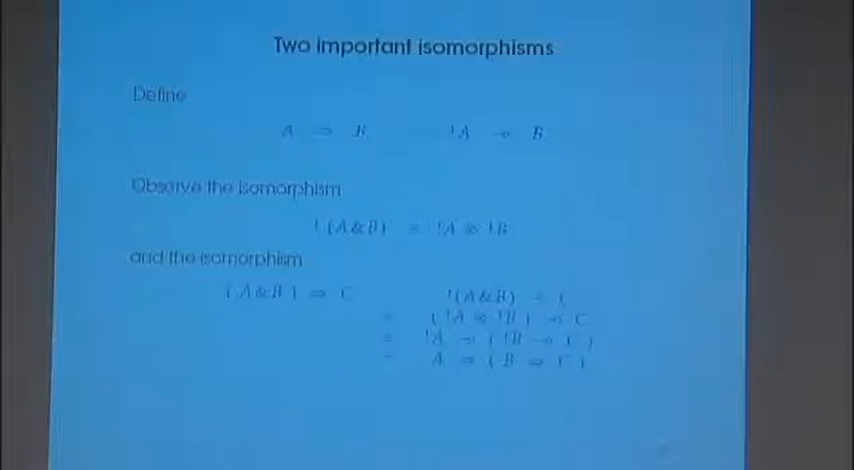 Two important isomorphisms
Define
A ⇒ B !A ⊸ B
Observe the isomorphism
!(A&B) ≅ !A ⊗ !B
and the isomorphism
(A&B) ⇒ C !(A&B) ⊸ C
(!A ⊗ !B) ⊸ C
≅ !A ⊸ (!B ⊸ C)
A ⇒ (B ⇒ C)